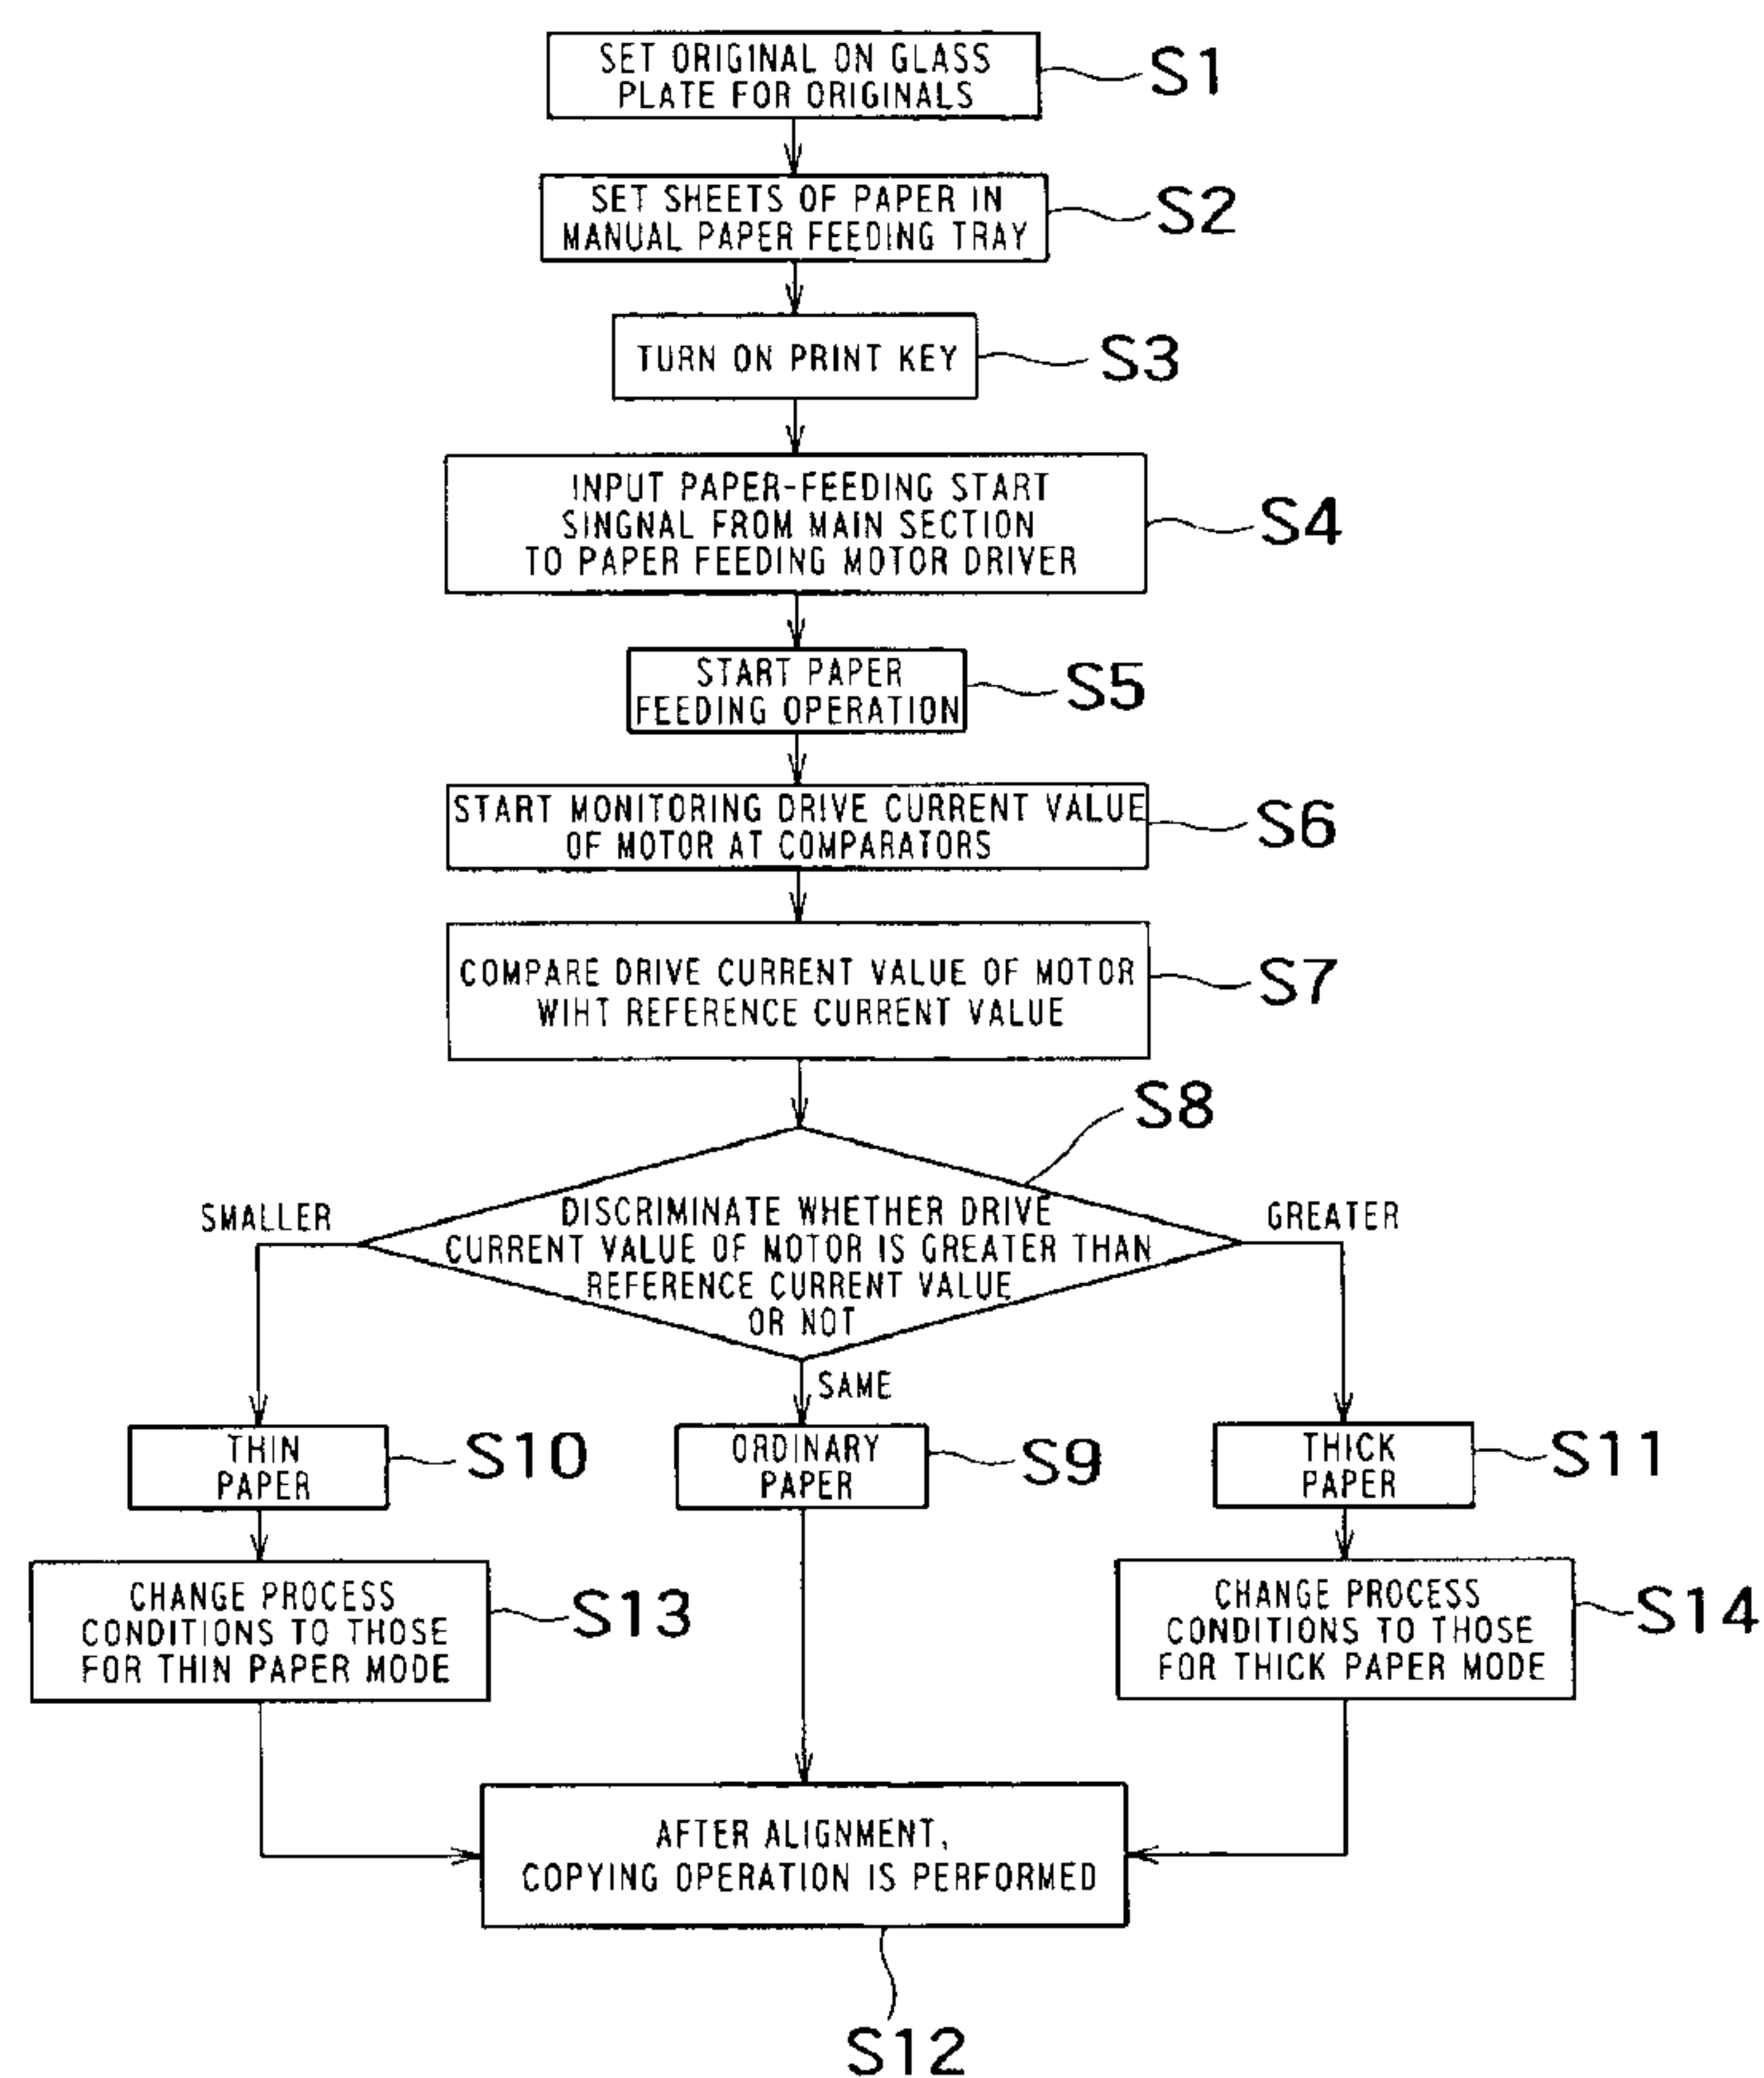 SET ORIGINAL ON GLASS
PLATE FOR ORIGINALS
S1
SET SHEETS OF PAPER IN
MANUAL PAPER FEEDING TRAY
S2
TURN ON PRINT KEY
S3
INPUT PAPER-FEEDING START
SINGNAL FROM MAIN SECTION
TO PAPER FEEDING MOTOR DRIVER
S4
START PAPER
FEEDING OPERATION
S5
START MONITORING DRIVE CURRENT VALUE
OF MOTOR AT COMPARATORS
S6
COMPARE DRIVE CURRENT VALUE OF MOTOR
WIHT REFERENCE CURRENT VALUE
S7
S8
DISCRIMINATE WHETHER DRIVE
CURRENT VALUE OF MOTOR IS GREATER THAN
REFERENCE CURRENT VALUE
OR NOT
SMALLER
GREATER
SAME
THIN
PAPER
S10
ORDINARY
PAPER
S9
THICK
PAPER
S11
CHANGE PROCESS
CONDITIONS TO THOSE
FOR THIN PAPER MODE
S13
CHANGE PROCESS
CONDITIONS TO THOSE
FOR THICK PAPER MODE
S14
AFTER ALIGNMENT,
COPYING OPERATION IS PERFORMED
S12